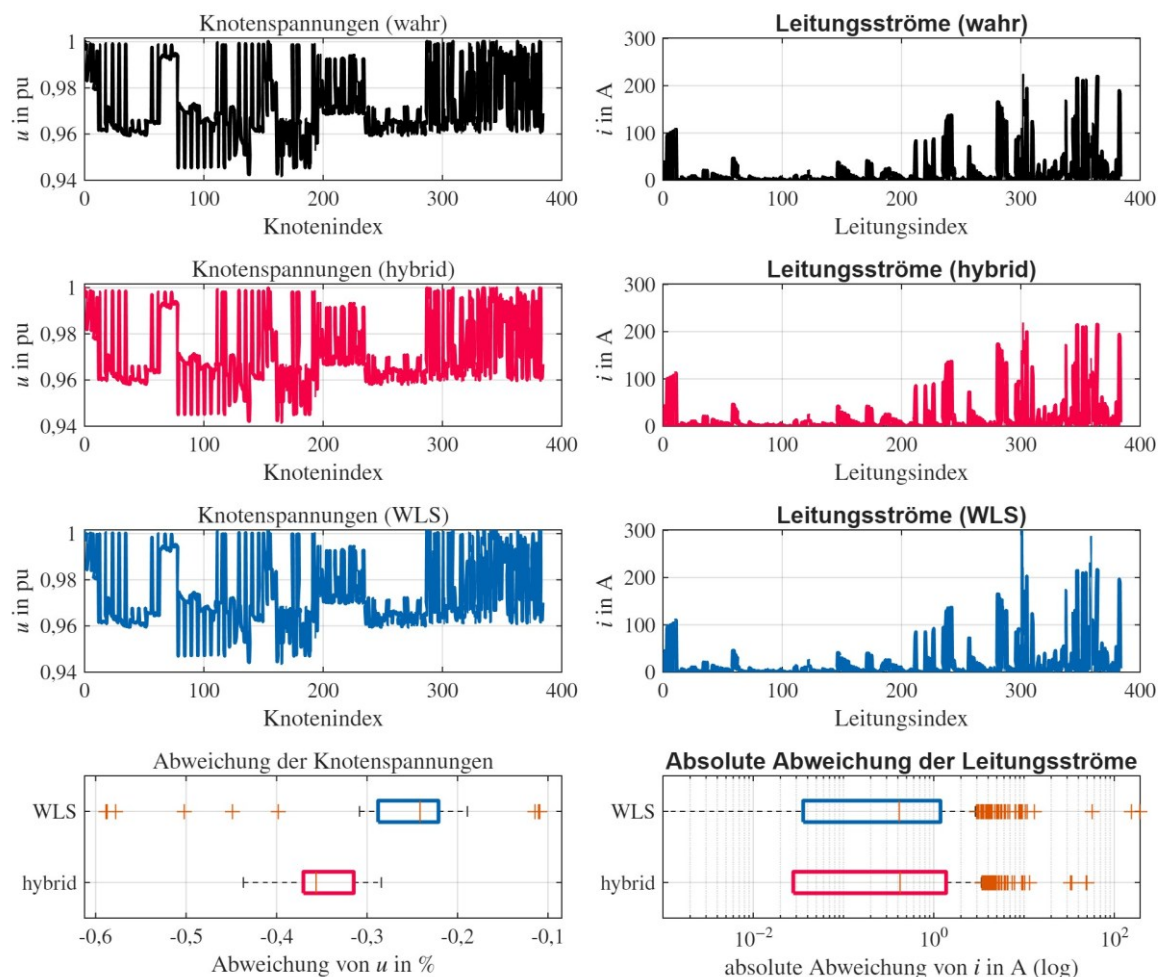 Knotenspannungen (wahr)
u in pu
1
0,98
0,96
0,94
0 100 200 300 400
Knotenindex
Leitungsströme (wahr)
i in A
300
200
100
0
0 100 200 300 400
Leitungsindex
Knotenspannungen (hybrid)
u in pu
1
0,98
0,96
0,94
0 100 200 300 400
Knotenindex
Leitungsströme (hybrid)
i in A
300
200
100
0
0 100 200 300 400
Leitungsindex
Knotenspannungen (WLS)
u in pu
1
0,98
0,96
0,94
0 100 200 300 400
Knotenindex
Leitungsströme (WLS)
i in A
300
200
100
0
0 100 200 300 400
Leitungsindex
Abweichung der Knotenspannungen
WLS
hybrid
-0,6 -0,5 -0,4 -0,3 -0,2 -0,1
Abweichung von u in %
Absolute Abweichung der Leitungsströme
WLS
hybrid
10⁻² 10⁰ 10²
absolute Abweichung von i in A (log)